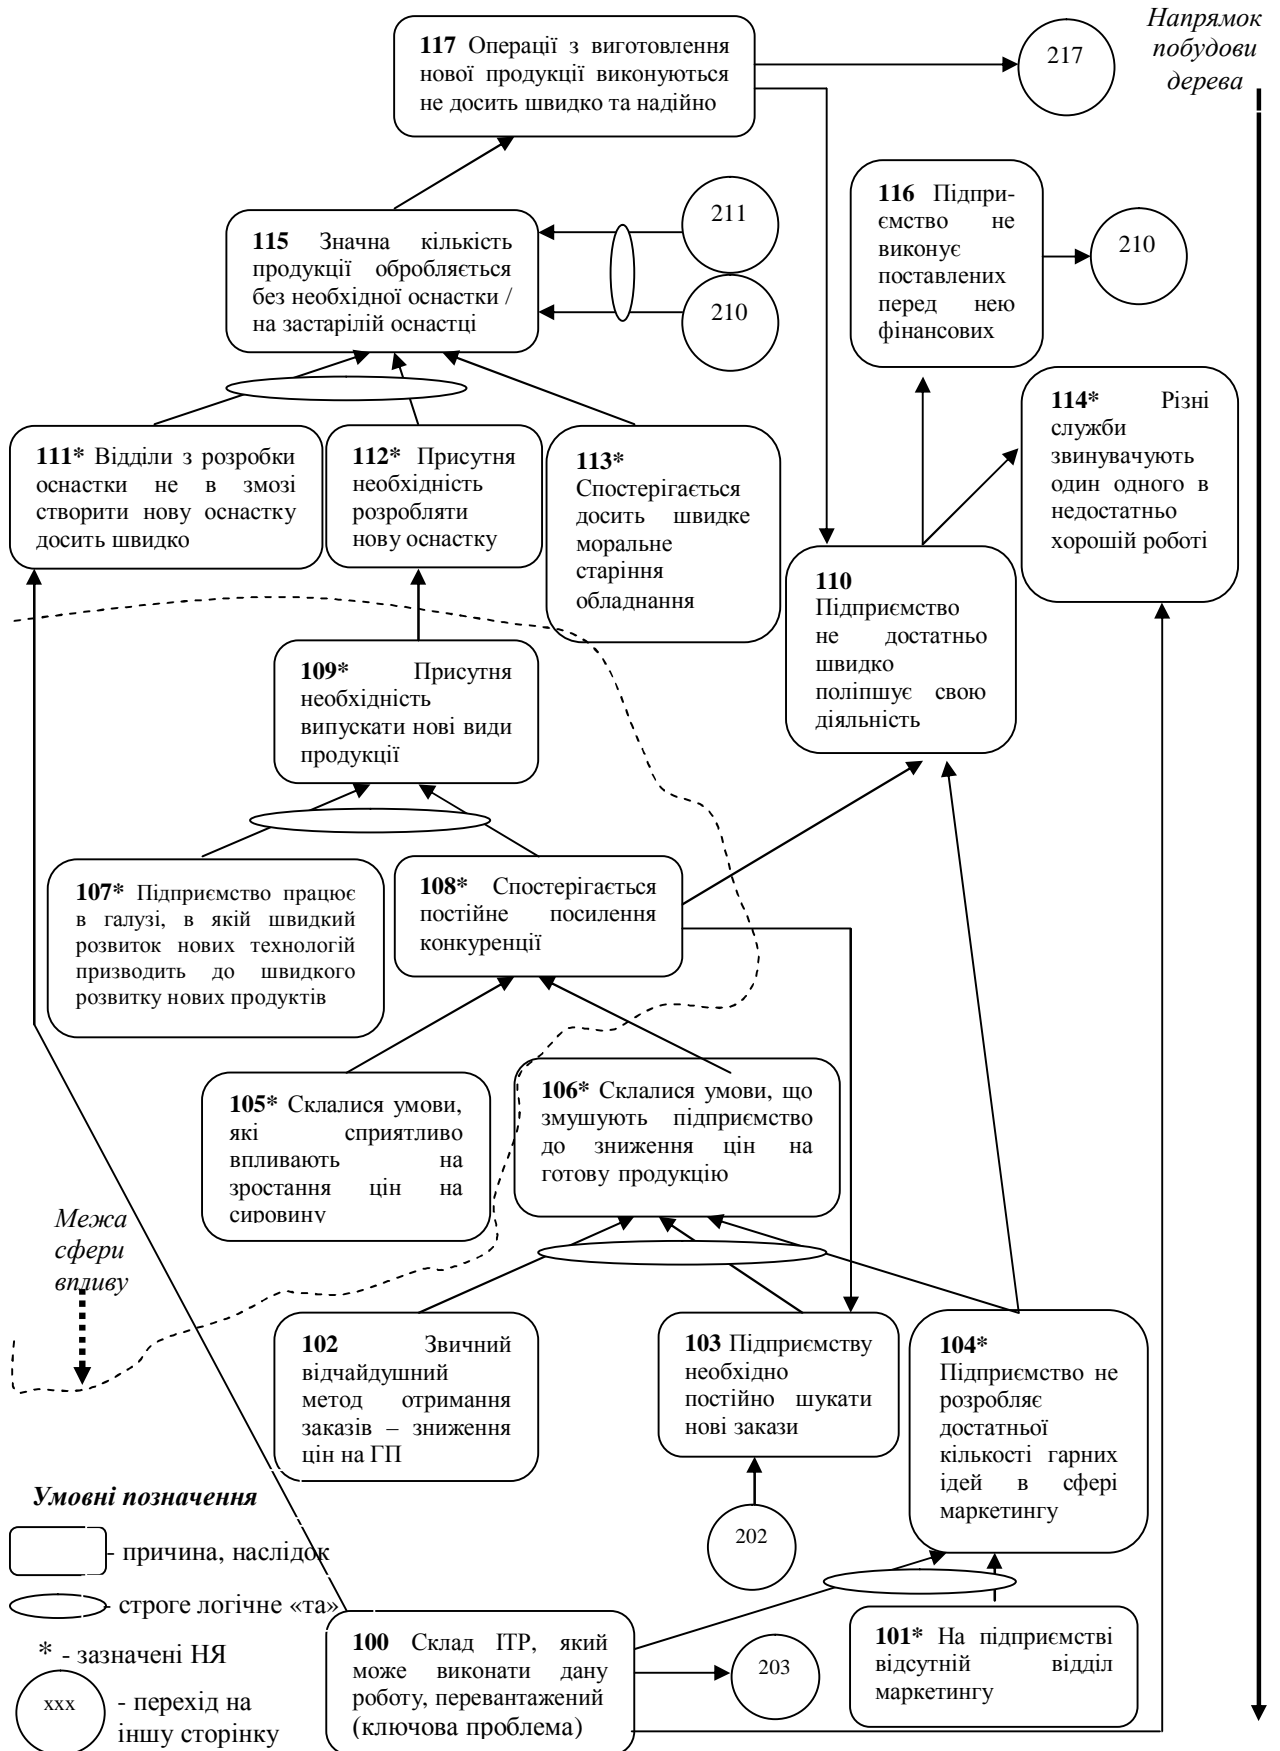 117 Операції з виготовлення
нової продукції виконуються
не досить швидко та надійно
217
Напрямок
побудови
дерева
116 Підпри-
ємство не
виконує
поставлених
перед нею
фінансових
210
115 Значна кількість
продукції обробляється
без необхідної оснастки /
на застарілій оснастці
211
210
114* Різні
служби
звинувачують
один одного в
недостатньо
хорошій роботі
111* Відділи з розробки
оснастки не в змозі
створити нову оснастку
досить швидко
112* Присутня
необхідність
розробляти
нову оснастку
113*
Спостерігається
досить швидке
моральне
старіння
обладнання
110
Підприємство
не достатньо
швидко
поліпшує свою
діяльність
109* Присутня
необхідність
випускати нові види
продукції
107* Підприємство працює
в галузі, в якій швидкий
розвиток нових технологій
призводить до швидкого
розвитку нових продуктів
108* Спостерігається
постійне посилення
конкуренції
105* Склалися умови,
які сприятливо
впливають на
зростання цін на
сировину
106* Склалися умови, що
змушують підприємство
до зниження цін на
готову продукцію
Межа
сфери
впливу
102 Звичний
відчайдушний
метод отримання
заказів – зниження
цін на ГП
103 Підприємству
необхідно
постійно шукати
нові закази
104*
Підприємство не
розробляє
достатньої
кількості гарних
ідей в сфері
маркетингу
202
Умовні позначення
- причина, наслідок
- строге логічне «та»
* - зазначені НЯ
xxx
- перехід на
іншу сторінку
100 Склад ІТР, який
може виконати дану
роботу, перевантажений
(ключова проблема)
203
101* На підприємстві
відсутній відділ
маркетингу